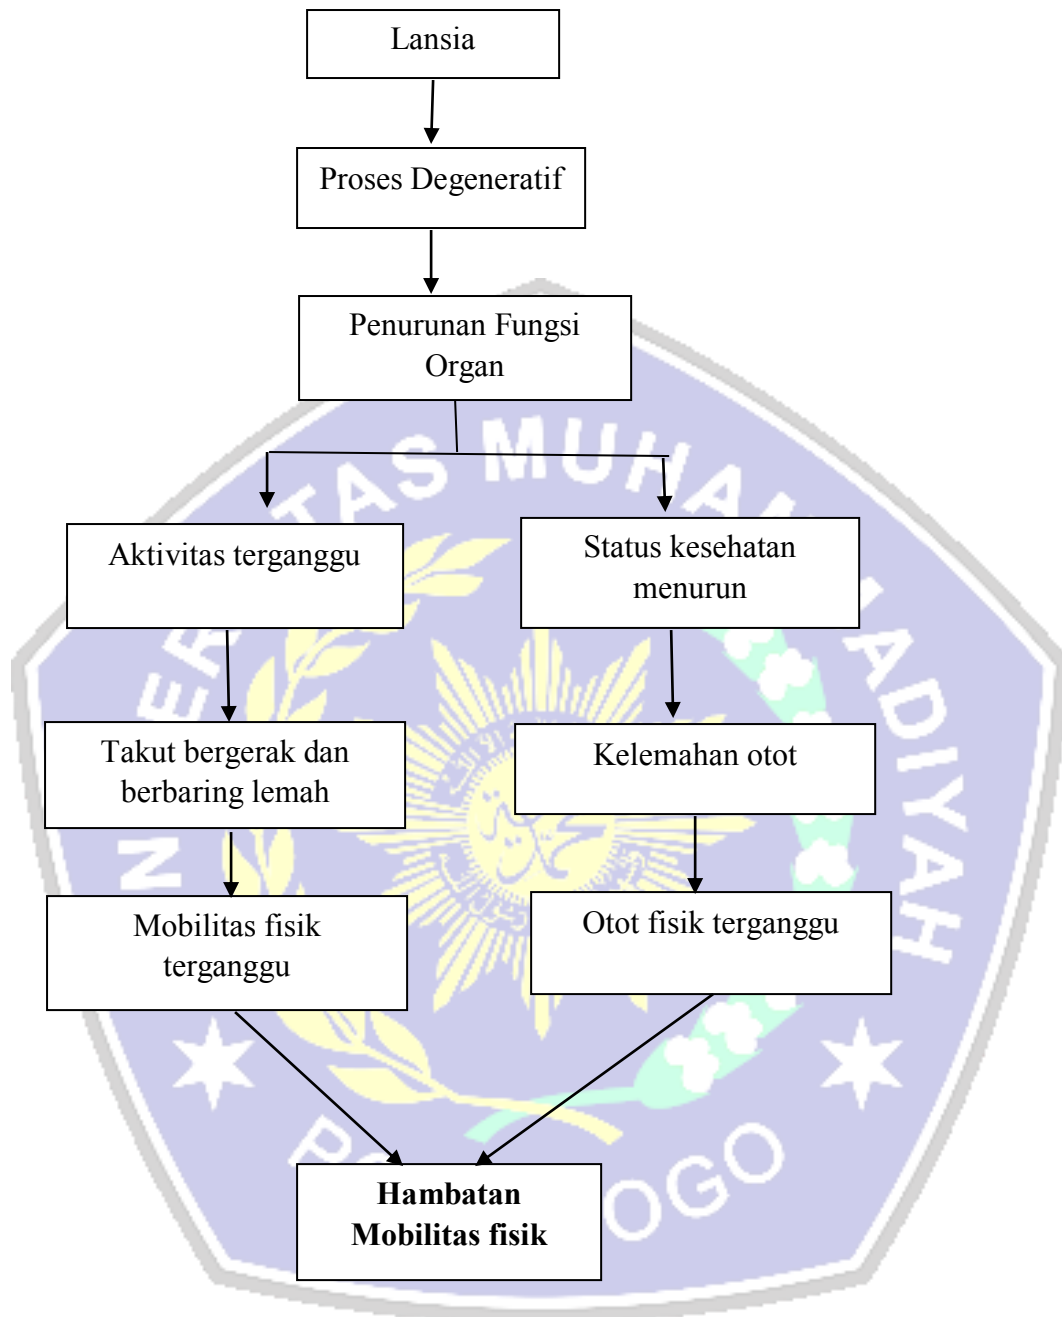 Lansia
Proses Degeneratif
Penurunan Fungsi
Organ
Aktivitas terganggu
Status kesehatan
menurun
Takut bergerak dan
berbaring lemah
Kelemahan otot
Mobilitas fisik
terganggu
Otot fisik terganggu
Hambatan
Mobilitas fisik